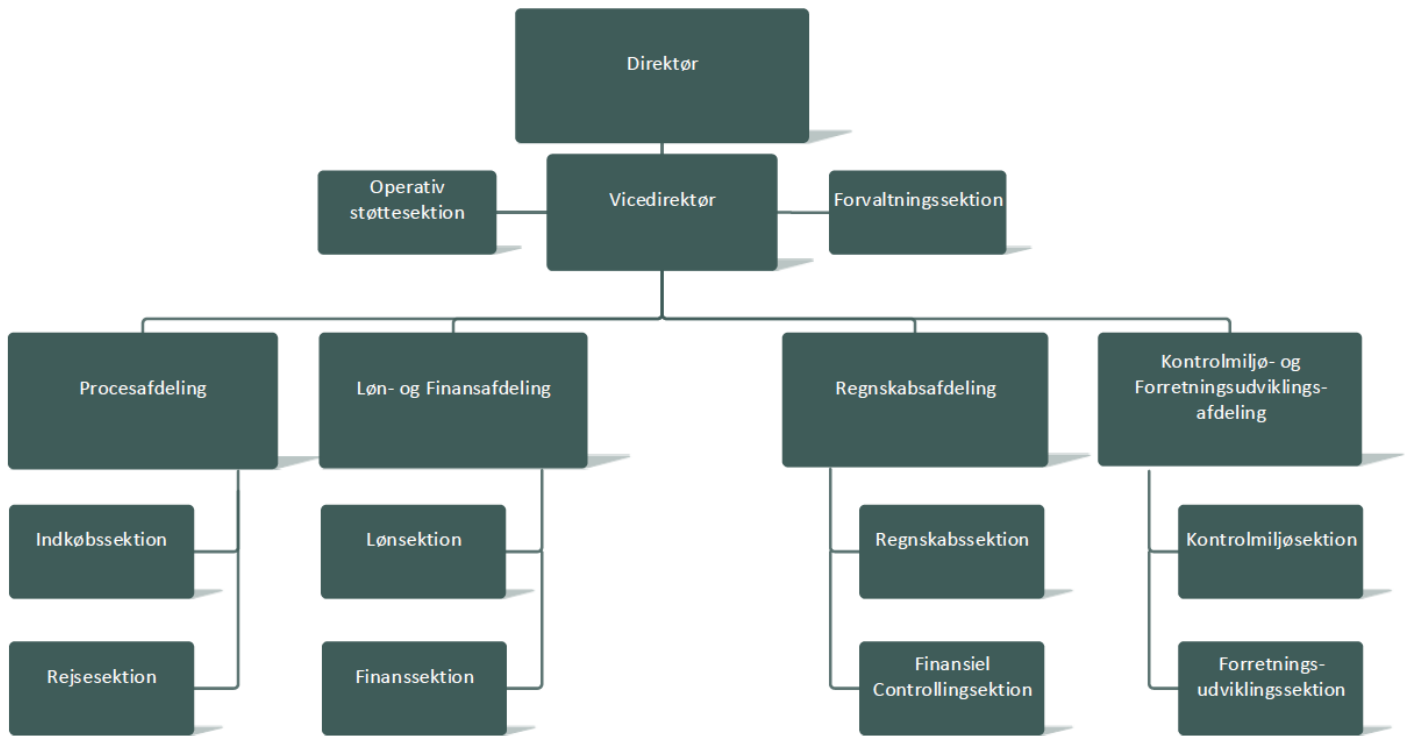 Direktør
Operativ
støttesektion
Vicedirektør
Forvaltningssektion
Procesafdeling
Løn- og Finansafdeling
Regnskabsafdeling
Kontrolmiljø- og
Forretningsudviklings-
afdeling
Indkøbssektion
Lønsektion
Regnskabssektion
Kontrolmiljøsektion
Rejsesektion
Finanssektion
Finansiel
Controllingsektion
Forretnings-
udviklingssektion